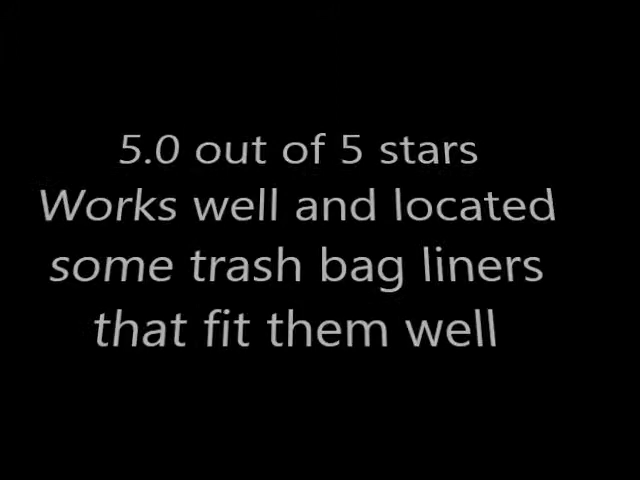 5.0 out of 5 stars
Works well and located
some trash bag liners
that fit them well